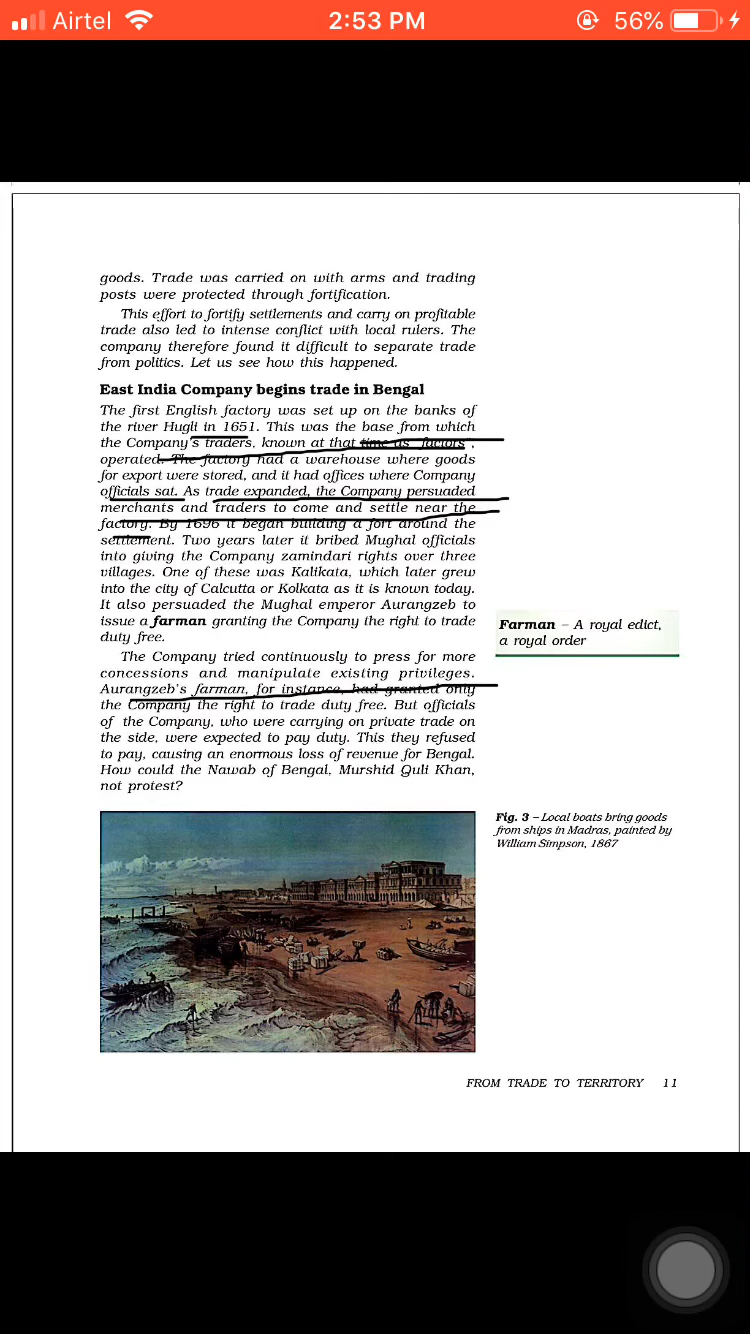 Airtel 2:53 PM 56%
goods. Trade was carried on with arms and trading
posts were protected through fortification.
This effort to fortify settlements and carry on profitable
trade also led to intense conflict with local rulers. The
company therefore found it difficult to separate trade
from politics. Let us see how this happened.
East India Company begins trade in Bengal
The first English factory was set up on the banks of
the river Hugli in 1651. This was the base from which
the Company's traders, known at that time as "factors",
operated. The factory had a warehouse where goods
for export were stored, and it had offices where Company
officials sat. As trade expanded, the Company persuaded
merchants and traders to come and settle near the
factory. By 1696 it began building a fort around the
settlement. Two years later it bribed Mughal officials
into giving the Company zamindari rights over three
villages. One of these was Kalikata, which later grew
into the city of Calcutta or Kolkata as it is known today.
It also persuaded the Mughal emperor Aurangzeb to
issue a farman granting the Company the right to trade
duty free.
Farman – A royal edict,
a royal order
The Company tried continuously to press for more
concessions and manipulate existing privileges.
Aurangzeb's farman, for instance, had granted only
the Company the right to trade duty free. But officials
of the Company, who were carrying on private trade on
the side, were expected to pay duty. This they refused
to pay, causing an enormous loss of revenue for Bengal.
How could the Nawab of Bengal, Murshid Quli Khan,
not protest?
Fig. 3 – Local boats bring goods
from ships in Madras, painted by
William Simpson, 1867
FROM TRADE TO TERRITORY 11